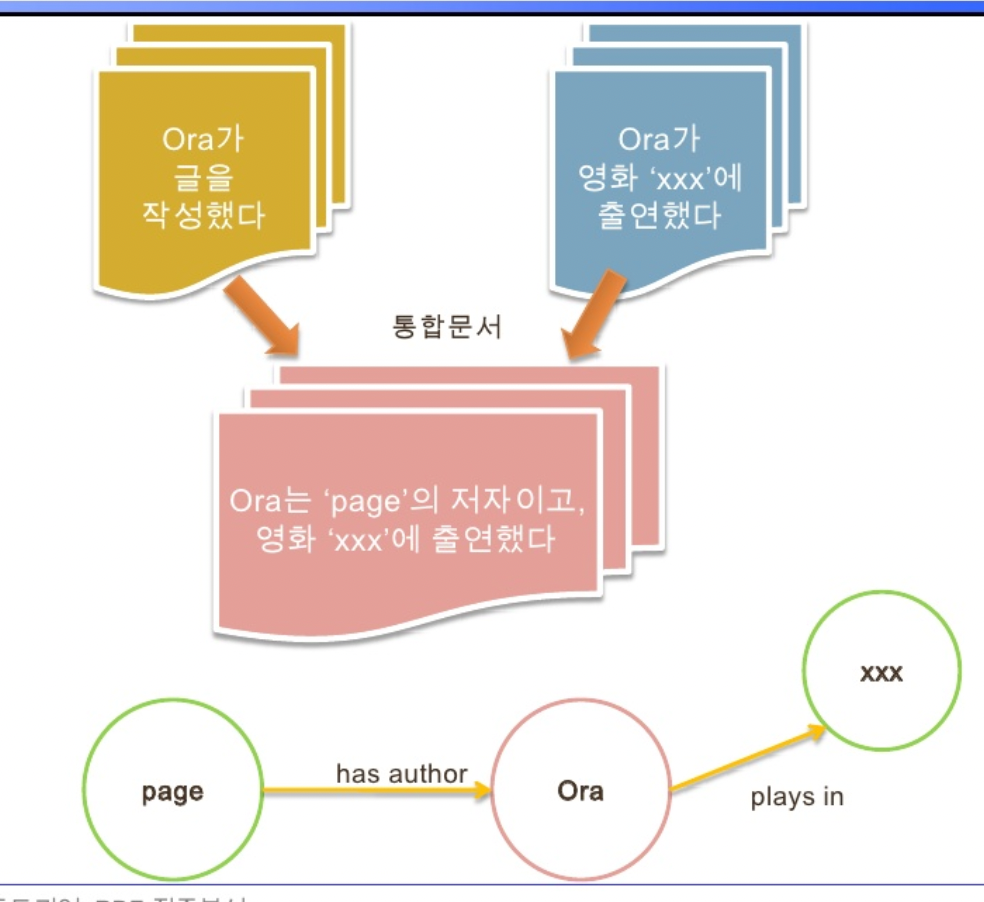 Ora가
글을
작성했다
Ora가
영화 ‘xxx’에
출연했다
통합문서
Ora는 ‘page’의 저자이고,
영화 ‘xxx’에 출연했다
xxx
page
has author
Ora
plays in